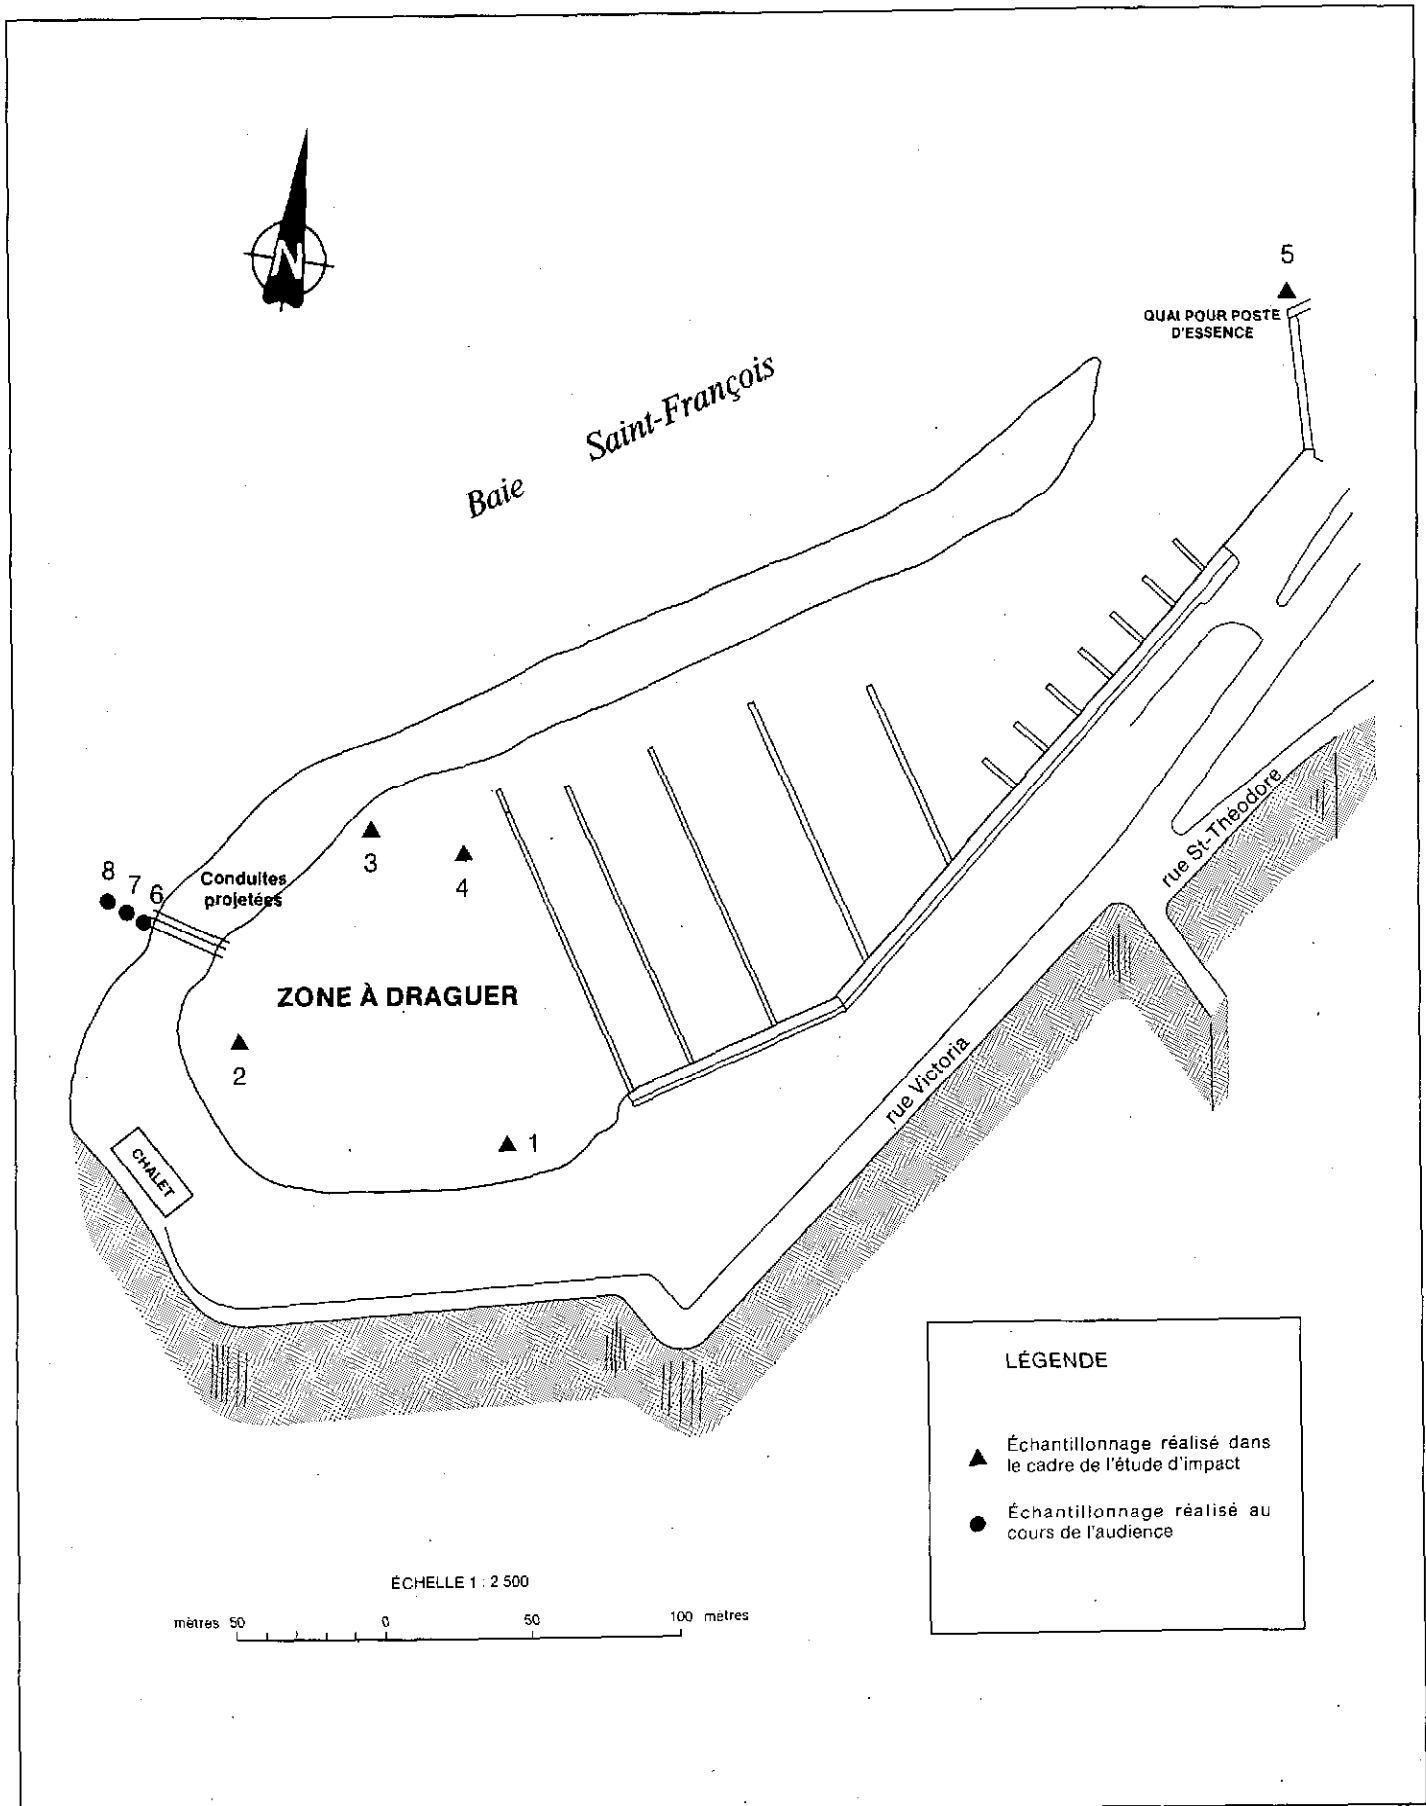 N
5
QUAI POUR POSTE
D'ESSENCE
Baie Saint-François
3
4
8
7
6
Conduites
projetées
ZONE À DRAGUER
2
1
CHALET
rue St-Théodore
rue Victoria
LÉGENDE
▲ Échantillonnage réalisé dans
le cadre de l'étude d'impact
● Échantillonnage réalisé au
cours de l'audience
ÉCHELLE 1 : 2 500
mètres 50 0 50 100 mètres